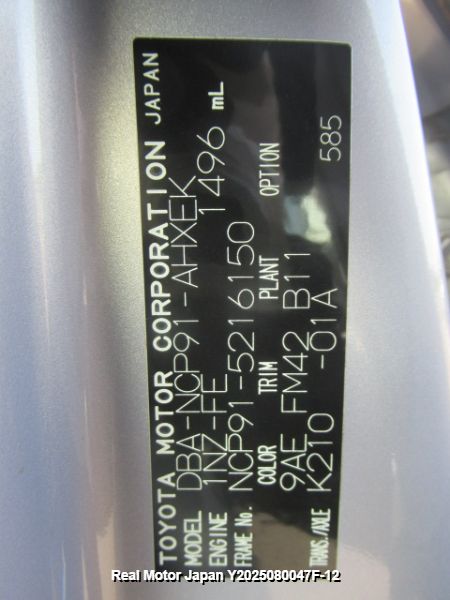 TOYOTA MOTOR CORPORATION JAPAN
MODEL DBA-NCP91-AHXEK
ENGINE 1NZ-FE 1496 mL
FRAME No. NCP91-5216150
COLOR TRIM PLANT OPTION
9AE FM42 B11
TRANS./AXLE K210 -01A 585
Real Motor Japan Y2025080047F-12